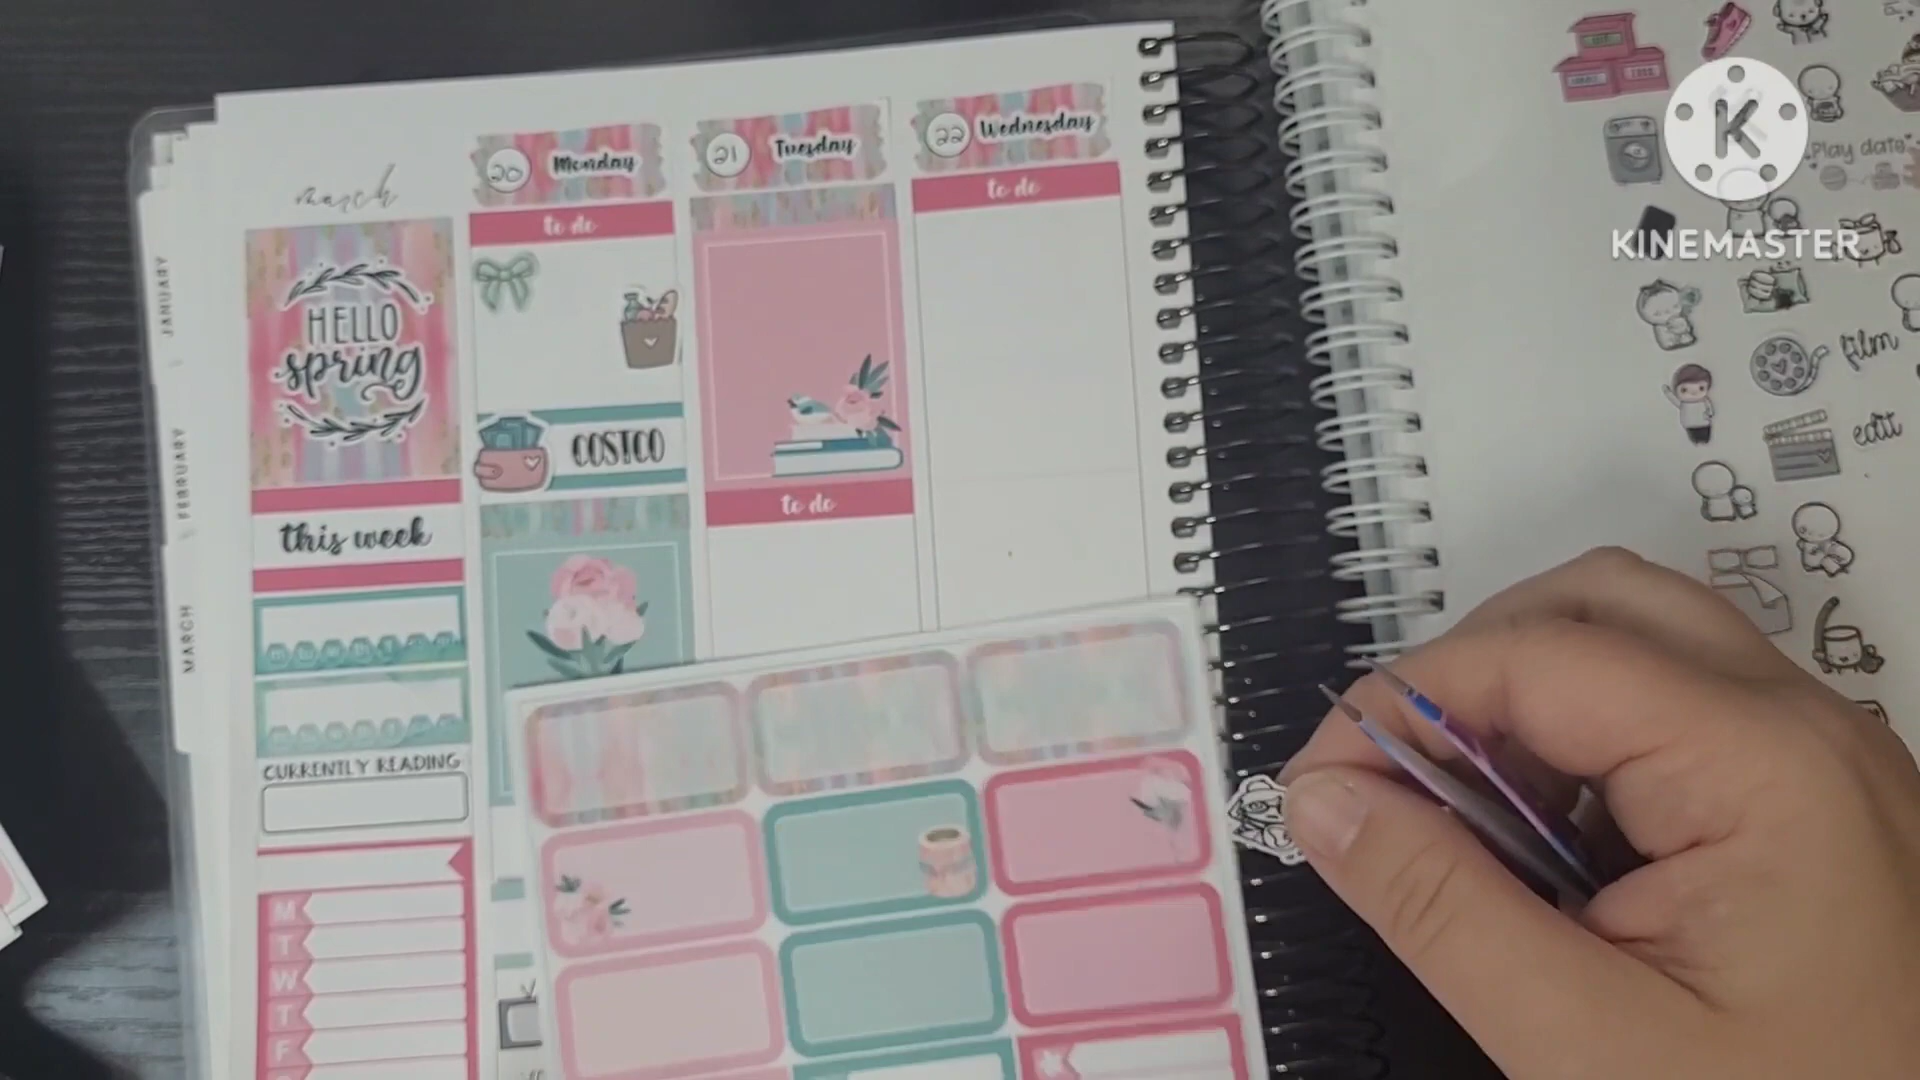 march
20 Monday
21 Tuesday
22 Wednesday
to do
to do
HELLO
spring
COSTCO
to do
this week
CURRENTLY READING
M
T
W
T
F
JANUARY
FEBRUARY
MARCH
K
KINEMASTER
Play date
film
edit